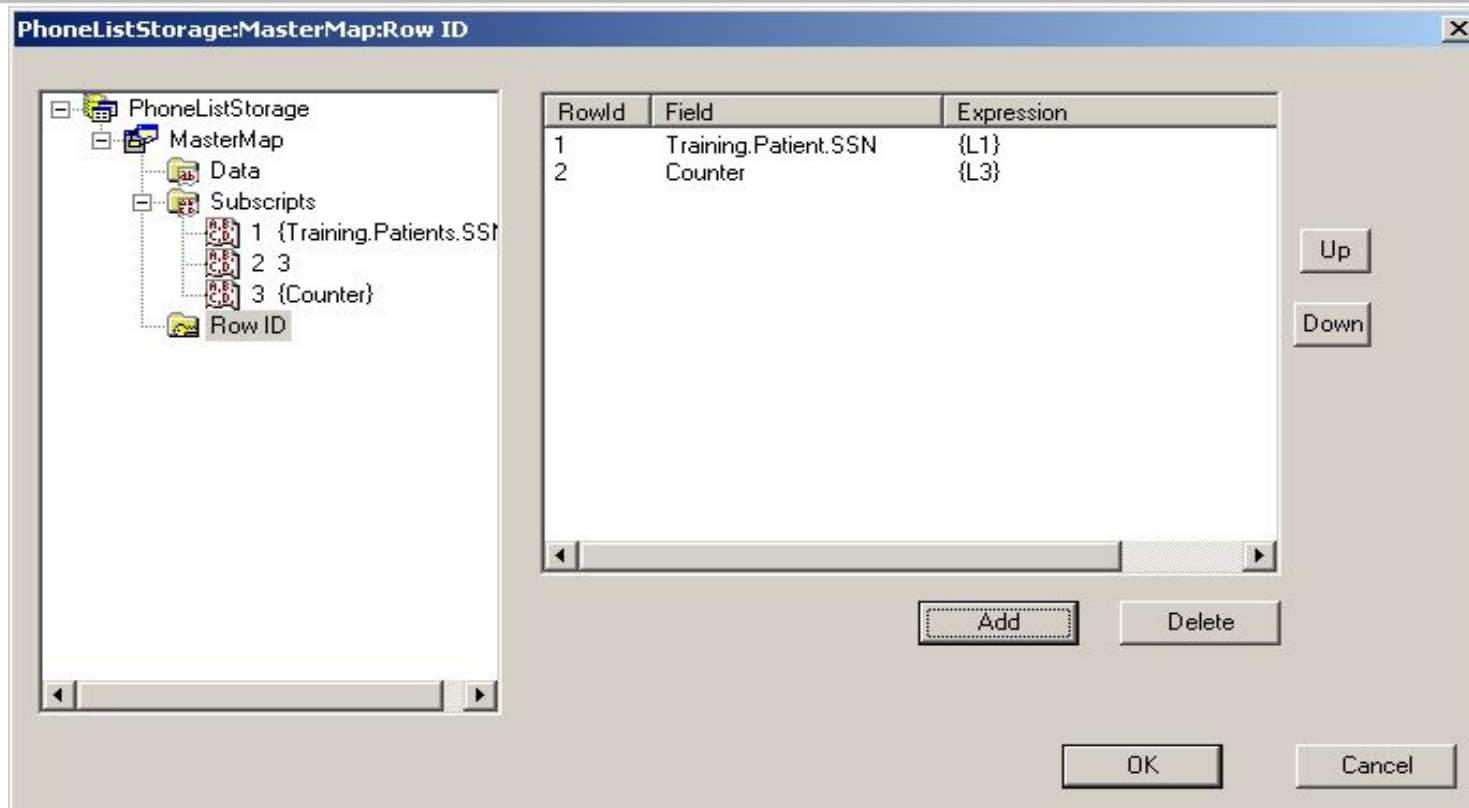 PhoneListStorage:MasterMap:Row ID
PhoneListStorage
MasterMap
Data
Subscripts
1 {Training.Patients.SSN
2 3
3 {Counter}
Row ID
RowId Field Expression
1 Training.Patient.SSN {L1}
2 Counter {L3}
Up
Down
Add Delete
OK Cancel